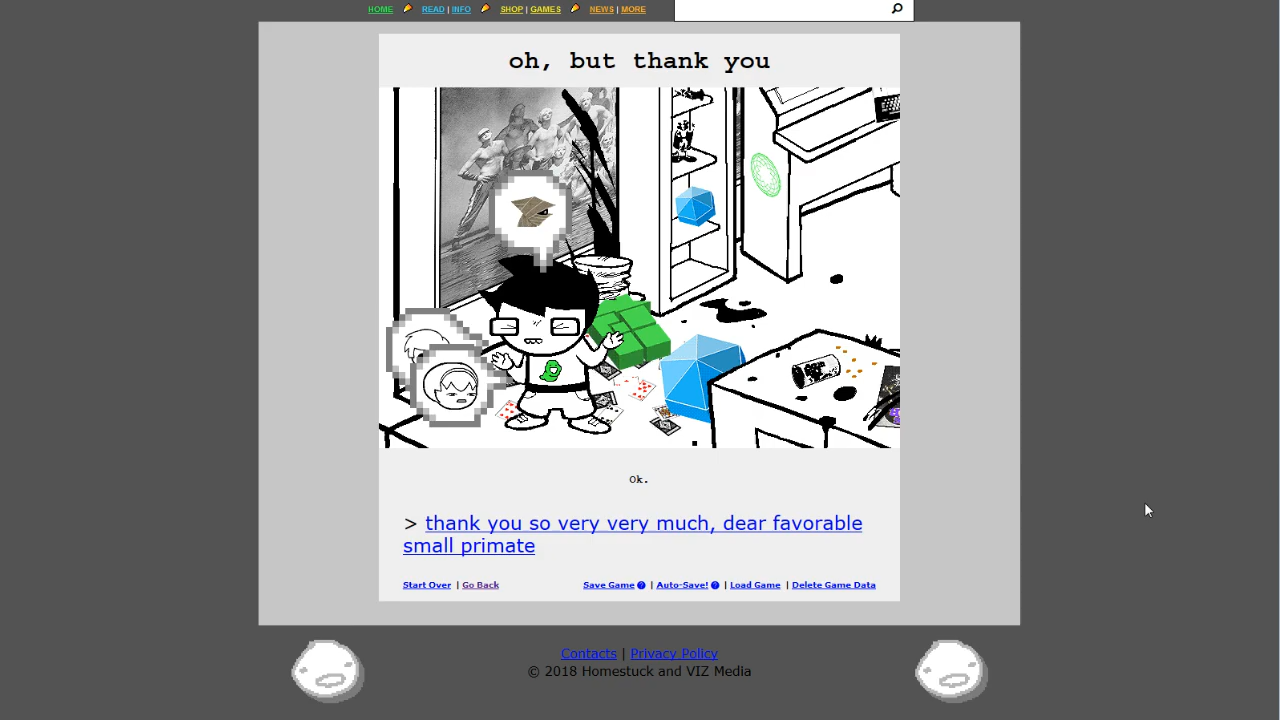 HOME READ | INFO SHOP | GAMES NEWS | MORE
oh, but thank you
Ok.
> thank you so very very much, dear favorable
small primate
Start Over | Go Back Save Game ? | Auto-Save! ? | Load Game | Delete Game Data
Contacts | Privacy Policy
© 2018 Homestuck and VIZ Media